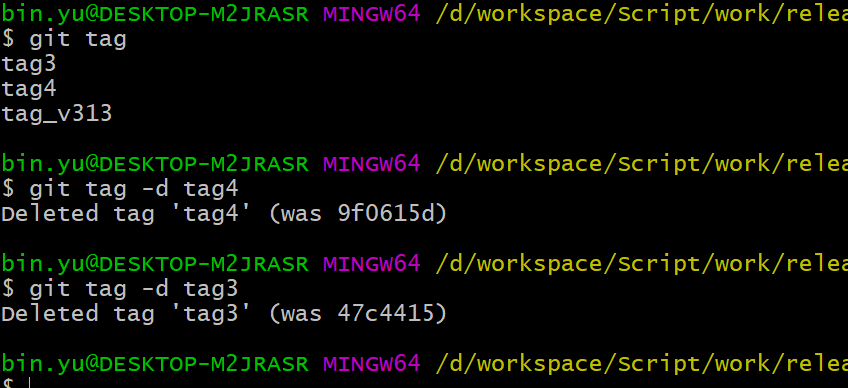 bin.yu@DESKTOP-M2JRASR MINGW64 /d/workspace/Script/work/relea
$ git tag
tag3
tag4
tag_v313
bin.yu@DESKTOP-M2JRASR MINGW64 /d/workspace/Script/work/relea
$ git tag -d tag4
Deleted tag 'tag4' (was 9f0615d)
bin.yu@DESKTOP-M2JRASR MINGW64 /d/workspace/Script/work/relea
$ git tag -d tag3
Deleted tag 'tag3' (was 47c4415)
bin.yu@DESKTOP-M2JRASR MINGW64 /d/workspace/Script/work/relea
$